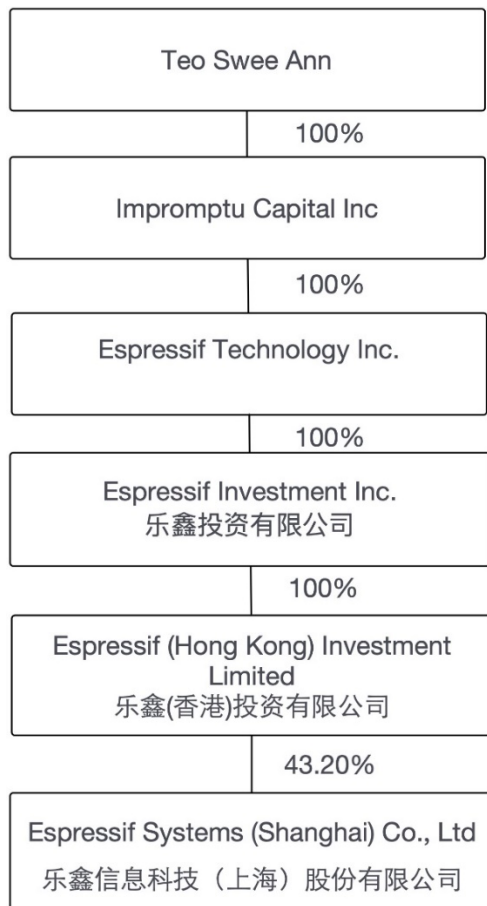 Teo Swee Ann
100%
Impromptu Capital Inc
100%
Espressif Technology Inc.
100%
Espressif Investment Inc.
乐鑫投资有限公司
100%
Espressif (Hong Kong) Investment
Limited
乐鑫(香港)投资有限公司
43.20%
Espressif Systems (Shanghai) Co., Ltd
乐鑫信息科技（上海）股份有限公司